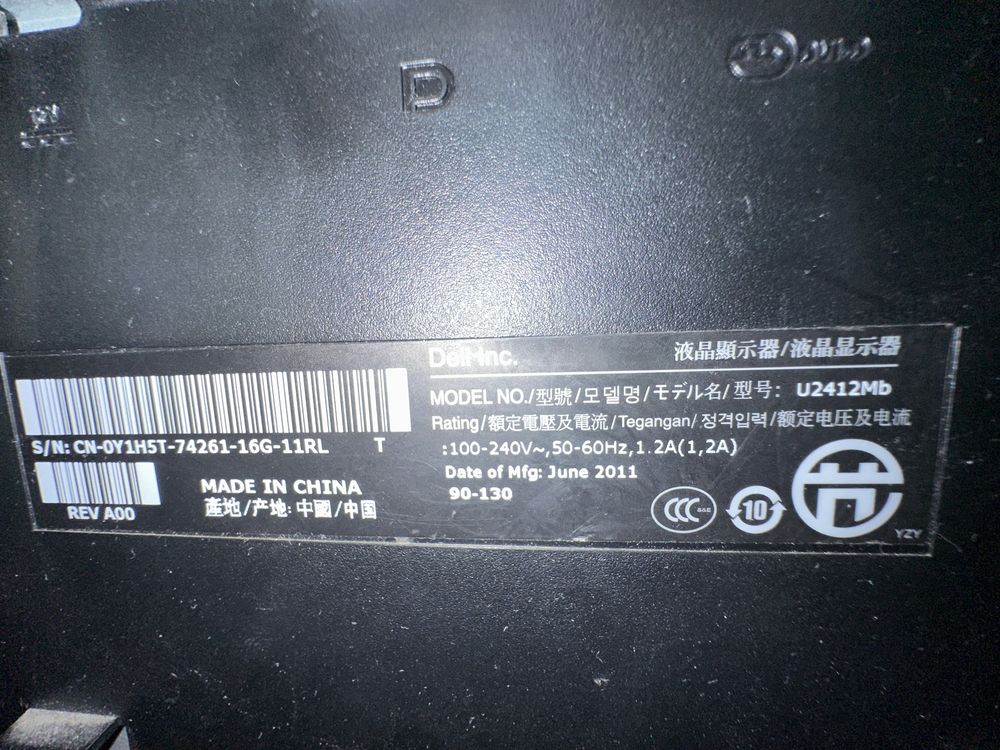 12V
Dell Inc.
液晶顯示器/液晶显示器
MODEL NO./型號/모델명/モデル名/型号: U2412Mb
Rating/額定電壓及電流/Tegangan/정격입력/额定电压及电流
:100-240V~,50-60Hz,1.2A(1,2A)
Date of Mfg: June 2011
90-130
S/N: CN-0Y1H5T-74261-16G-11RL T
REV A00
MADE IN CHINA
產地/产地: 中國/中国
CCC S&E
10
YZY